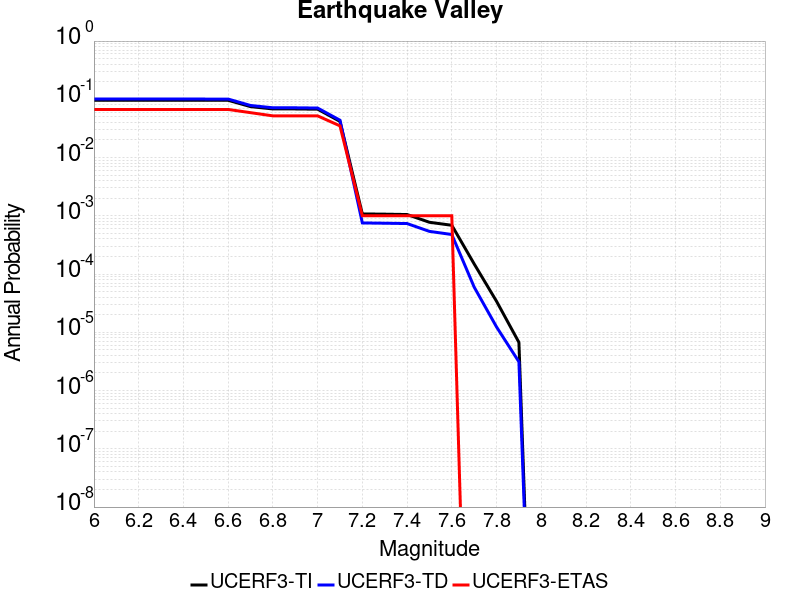 Earthquake Valley
10^0
10^-1
10^-2
10^-3
10^-4
10^-5
10^-6
10^-7
10^-8
Annual Probability
6 6.2 6.4 6.6 6.8 7 7.2 7.4 7.6 7.8 8 8.2 8.4 8.6 8.8 9
Magnitude
UCERF3-TI UCERF3-TD UCERF3-ETAS